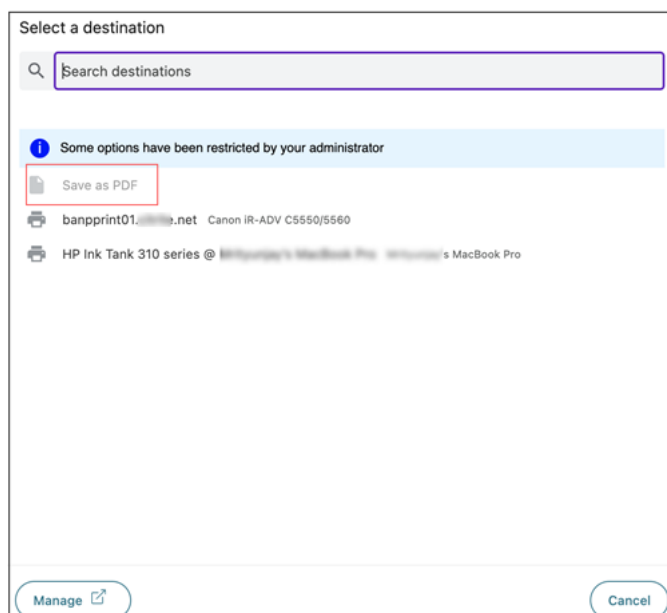 Select a destination
Search destinations
Some options have been restricted by your administrator
Save as PDF
banpprint01. .net Canon iR-ADV C5550/5560
HP Ink Tank 310 series @ 's MacBook Pro
Manage
Cancel